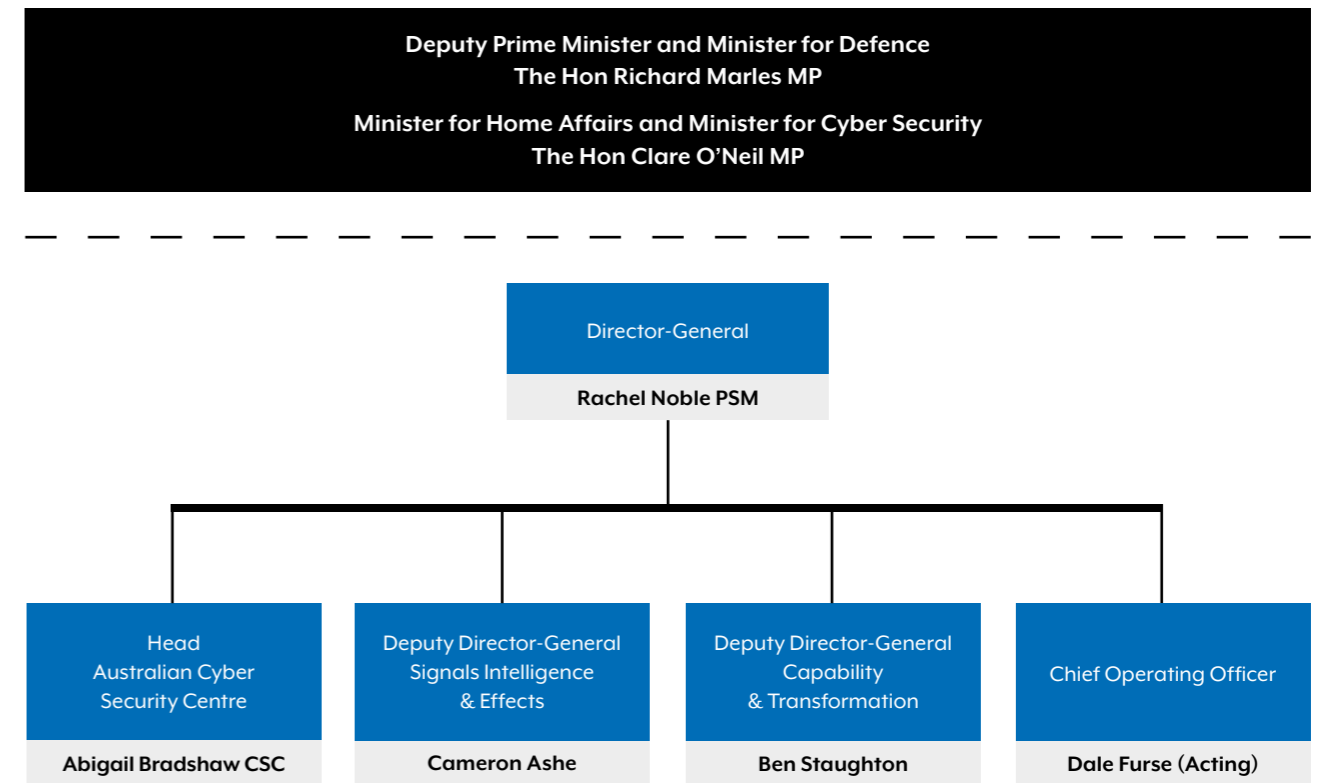 Deputy Prime Minister and Minister for Defence
The Hon Richard Marles MP
Minister for Home Affairs and Minister for Cyber Security
The Hon Clare O’Neil MP
Director-General
Rachel Noble PSM
Head
Australian Cyber
Security Centre
Abigail Bradshaw CSC
Deputy Director-General
Signals Intelligence
& Effects
Cameron Ashe
Deputy Director-General
Capability
& Transformation
Ben Staughton
Chief Operating Officer
Dale Furse (Acting)